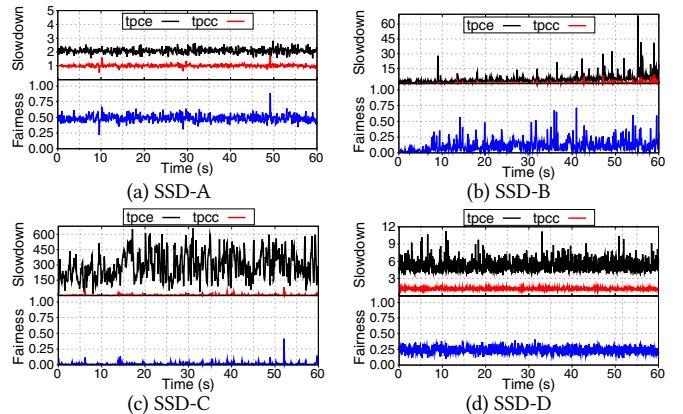 tpce tpcc
Slowdown
5
4
3
2
1
Fairness
1.00
0.75
0.50
0.25
0.00
0 10 20 30 40 50 60
Time (s)
(a) SSD-A
tpce tpcc
Slowdown
60
45
30
15
Fairness
1.00
0.75
0.50
0.25
0.00
0 10 20 30 40 50 60
Time (s)
(b) SSD-B
tpce tpcc
Slowdown
600
450
300
150
Fairness
1.00
0.75
0.50
0.25
0.00
0 10 20 30 40 50 60
Time (s)
(c) SSD-C
tpce tpcc
Slowdown
12
9
6
3
Fairness
1.00
0.75
0.50
0.25
0.00
0 10 20 30 40 50 60
Time (s)
(d) SSD-D